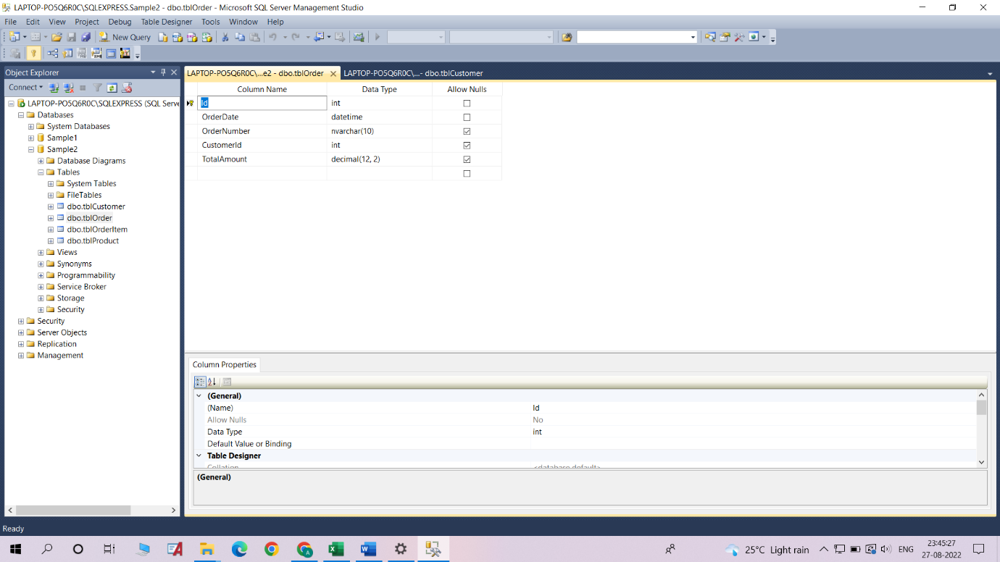 LAPTOP-PO5Q6R0C\SQLEXPRESS.Sample2 - dbo.tblOrder - Microsoft SQL Server Management Studio
File Edit View Project Debug Table Designer Tools Window Help
New Query
Object Explorer
Connect
LAPTOP-PO5Q6R0C\SQLEXPRESS (SQL Serve
Databases
System Databases
Sample1
Sample2
Database Diagrams
Tables
System Tables
FileTables
dbo.tblCustomer
dbo.tblOrder
dbo.tblOrderItem
dbo.tblProduct
Views
Synonyms
Programmability
Service Broker
Storage
Security
Security
Server Objects
Replication
Management
LAPTOP-PO5Q6R0C\...e2 - dbo.tblOrder LAPTOP-PO5Q6R0C\...- dbo.tblCustomer
Column Name Data Type Allow Nulls
Id int
OrderDate datetime
OrderNumber nvarchar(10)
CustomerId int
TotalAmount decimal(12, 2)
Column Properties
(General)
(Name) Id
Allow Nulls No
Data Type int
Default Value or Binding
Table Designer
Collation <database default>
(General)
Ready
25°C Light rain ENG 23:45:27
27-08-2022